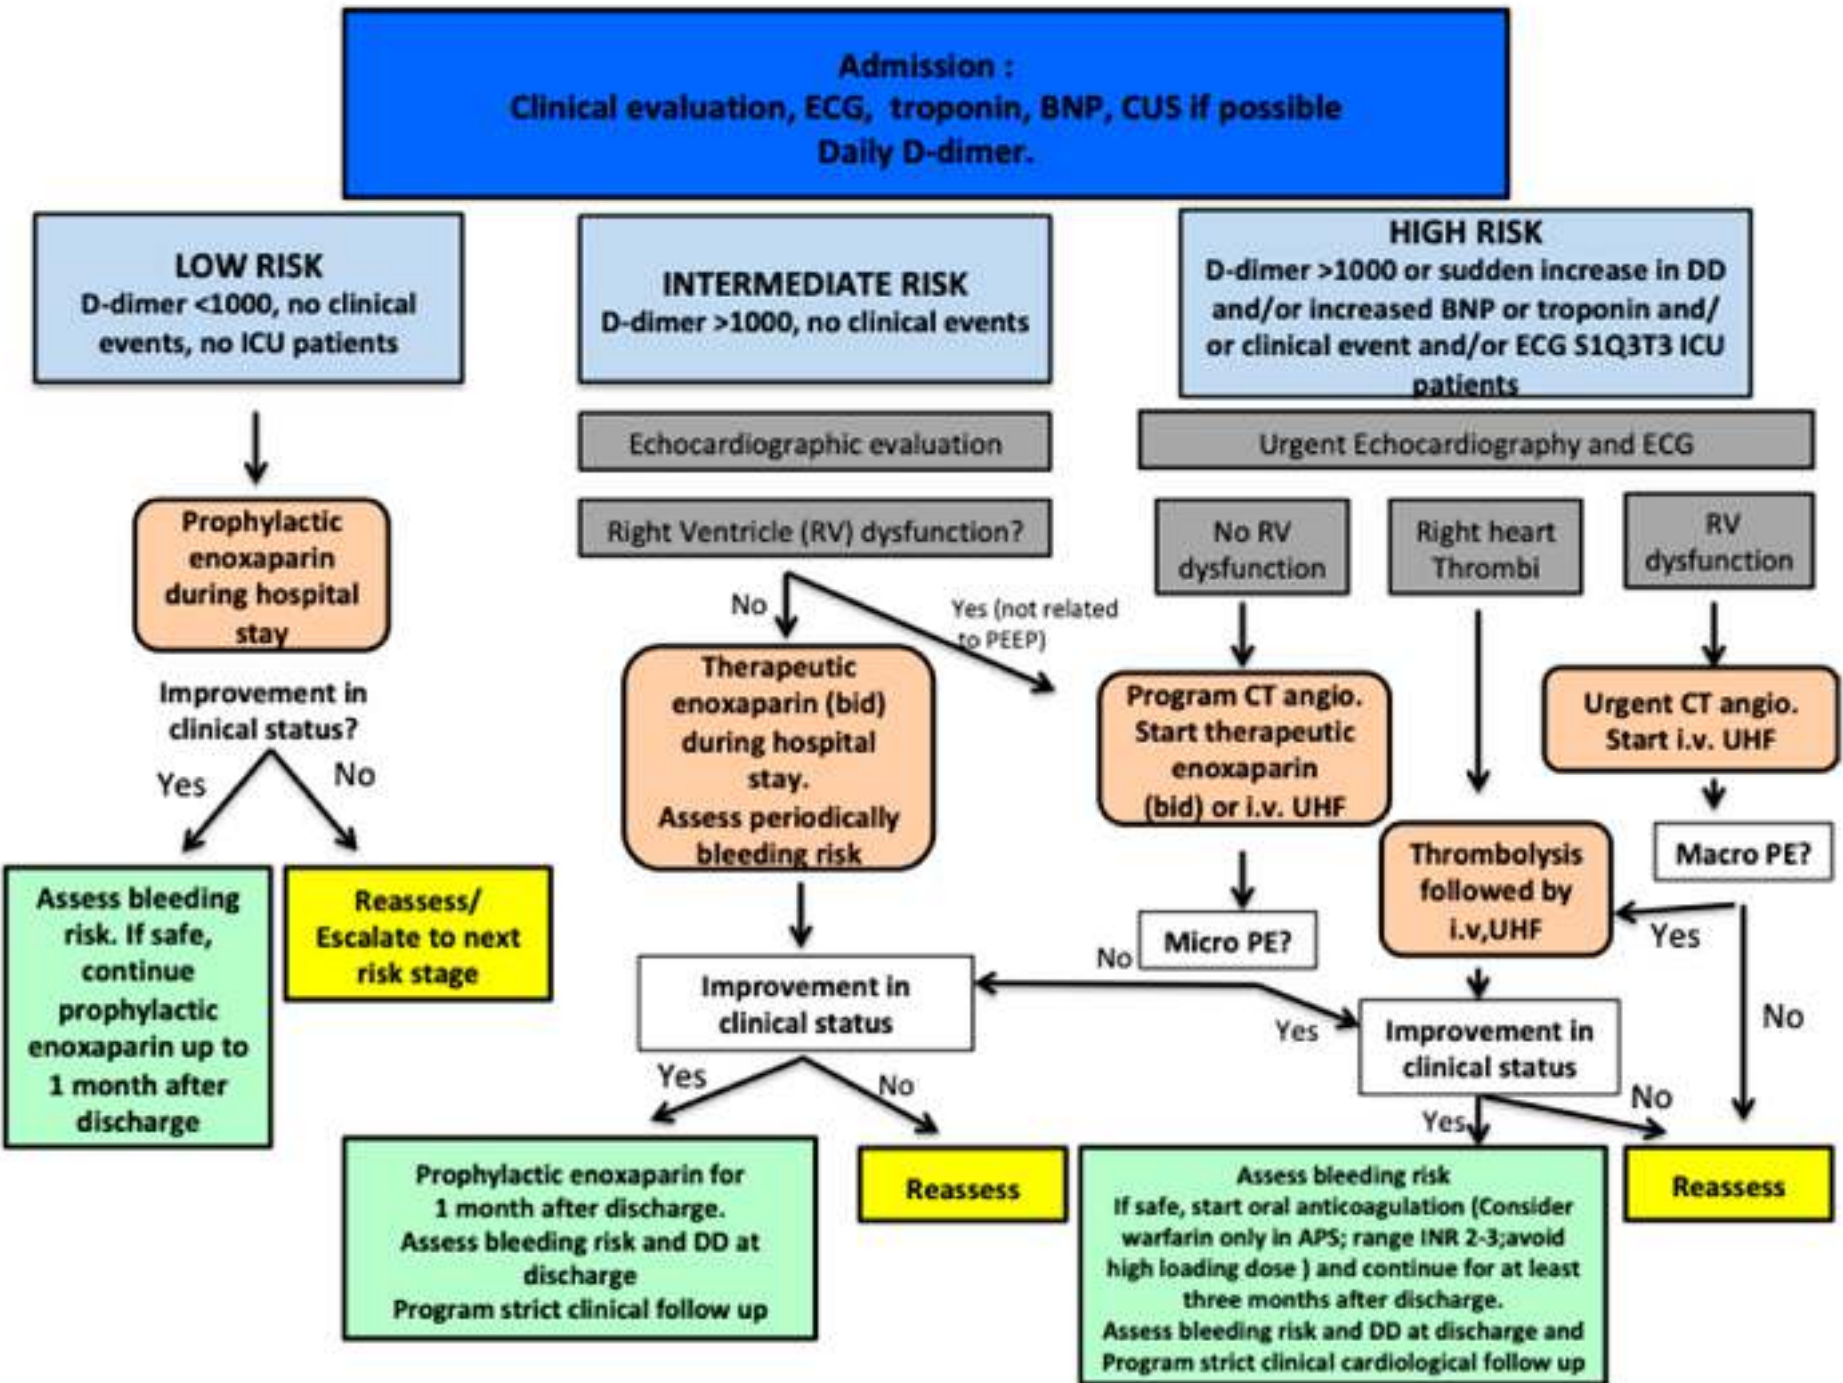 Admission :
Clinical evaluation, ECG, troponin, BNP, CUS if possible
Daily D-dimer.
LOW RISK
D-dimer <1000, no clinical
events, no ICU patients
INTERMEDIATE RISK
D-dimer >1000, no clinical events
HIGH RISK
D-dimer >1000 or sudden increase in DD
and/or increased BNP or troponin and/
or clinical event and/or ECG S1Q3T3 ICU
patients
Echocardiographic evaluation
Urgent Echocardiography and ECG
Right Ventricle (RV) dysfunction?
No RV
dysfunction
Right heart
Thrombi
RV
dysfunction
Prophylactic
enoxaparin
during hospital
stay
No
Yes (not related
to PEEP)
Improvement in
clinical status?
Yes
No
Therapeutic
enoxaparin (bid)
during hospital
stay.
Assess periodically
bleeding risk
Program CT angio.
Start therapeutic
enoxaparin
(bid) or i.v. UHF
Urgent CT angio.
Start i.v. UHF
Macro PE?
Thrombolysis
followed by
i.v,UHF
Yes
No
Assess bleeding
risk. If safe,
continue
prophylactic
enoxaparin up to
1 month after
discharge
Reassess/
Escalate to next
risk stage
Micro PE?
No
Yes
Improvement in
clinical status
Improvement in
clinical status
Yes
No
Yes
No
Prophylactic enoxaparin for
1 month after discharge.
Assess bleeding risk and DD at
discharge
Program strict clinical follow up
Reassess
Assess bleeding risk
If safe, start oral anticoagulation (Consider
warfarin only in APS; range INR 2-3;avoid
high loading dose ) and continue for at least
three months after discharge.
Assess bleeding risk and DD at discharge and
Program strict clinical cardiological follow up
Reassess